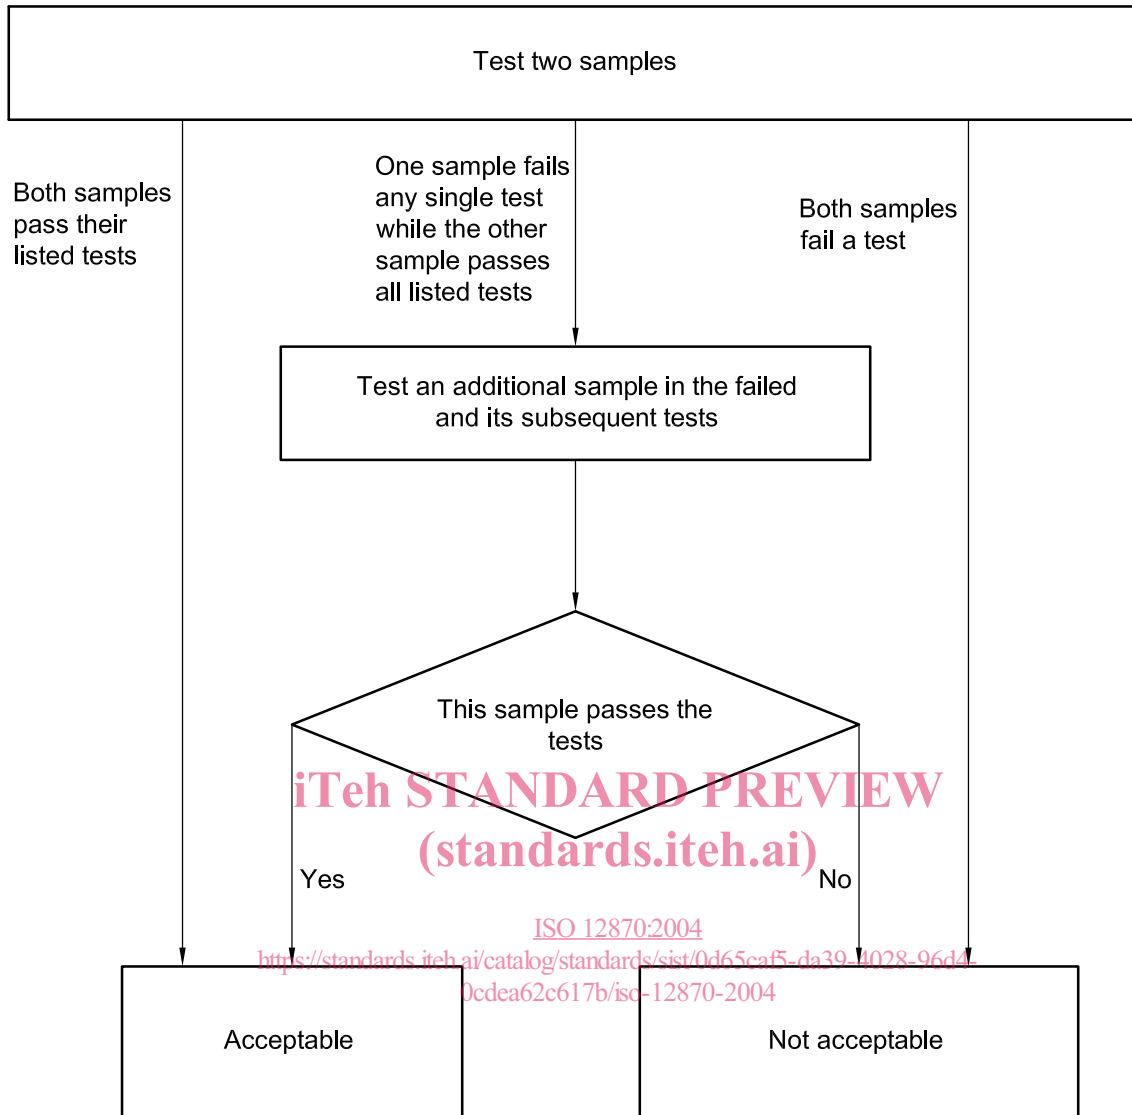 Test two samples
Both samples
pass their
listed tests
One sample fails
any single test
while the other
sample passes
all listed tests
Both samples
fail a test
Test an additional sample in the failed
and its subsequent tests
This sample passes the
tests
iTeh STANDARD PREVIEW
(standards.iteh.ai)
Yes
No
ISO 12870:2004
https://standards.iteh.ai/catalog/standards/sist/0d65caf5-da39-4028-96d4-
0cdea62c617b/iso-12870-2004
Acceptable
Not acceptable